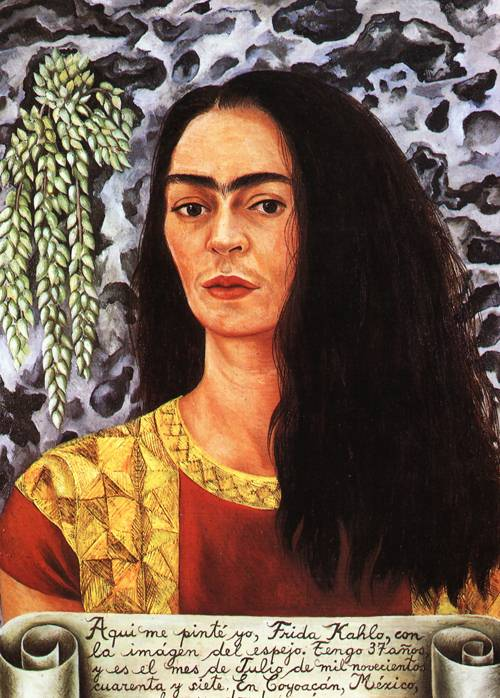 Aqui me pinté yo, Frida Kahlo, con
la imágen del espejo. Tengo 37 años
y es el mes de Julio de mil novecientos
cuarenta y siete. En Coyoacán, México,